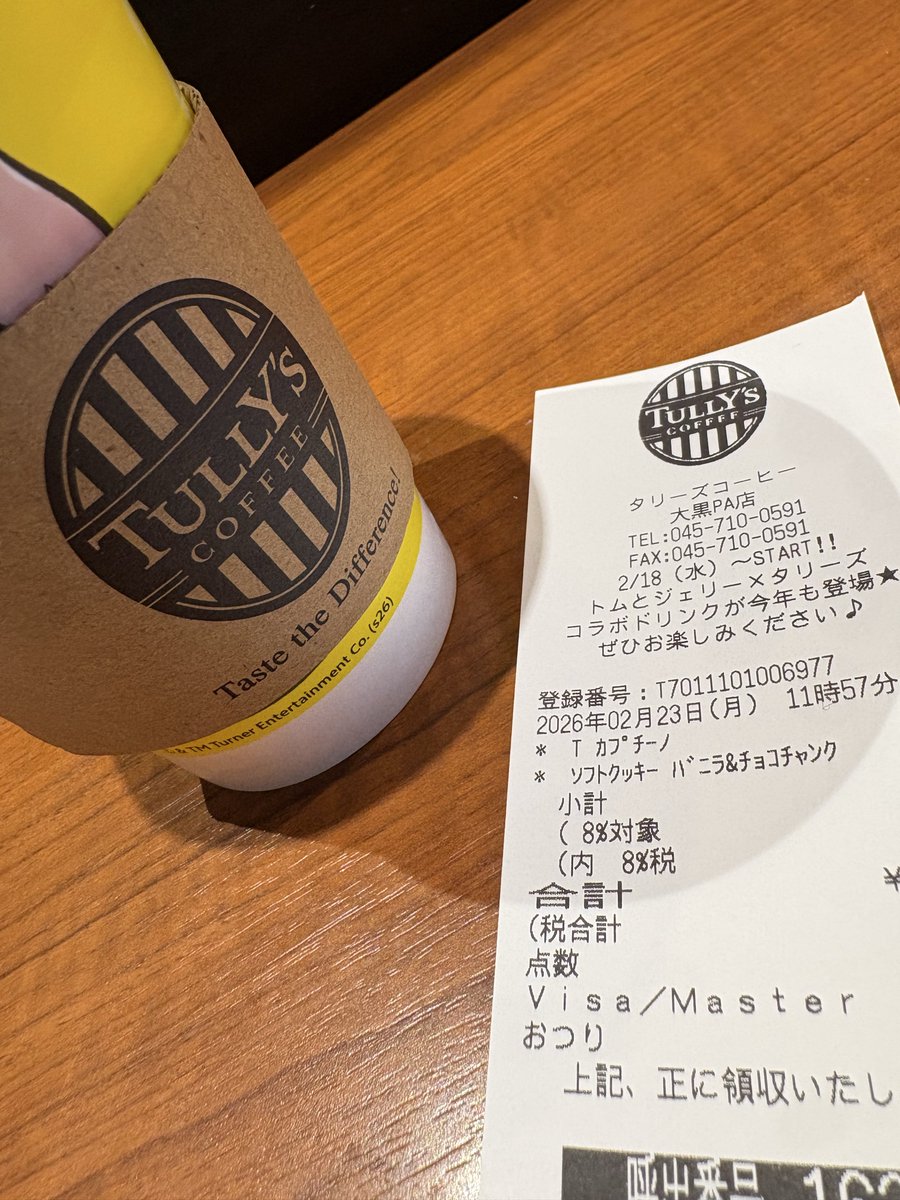 TULLY'S
COFFEE
Taste the Difference!
& TM Turner Entertainment Co. (s26)
TULLY'S
COFFEE
タリーズコーヒー
大黒PA店
TEL:045-710-0591
FAX:045-710-0591
2/18（水）～START!!
トムとジェリー×タリーズ
コラボドリンクが今年も登場★
ぜひお楽しみください♪
登録番号：T7011101006977
2026年02月23日(月) 11時57分
* T ｶﾌﾟﾁｰﾉ
* ｿﾌﾄｸｯｷｰ ﾊﾞﾆﾗ&ﾁｮｺﾁｬﾝｸ
小計
( 8%対象
(内 8%税
合計 ¥
(税合計
点数
Ｖｉｓａ／Ｍａｓｔｅｒ
おつり
上記、正に領収いたし